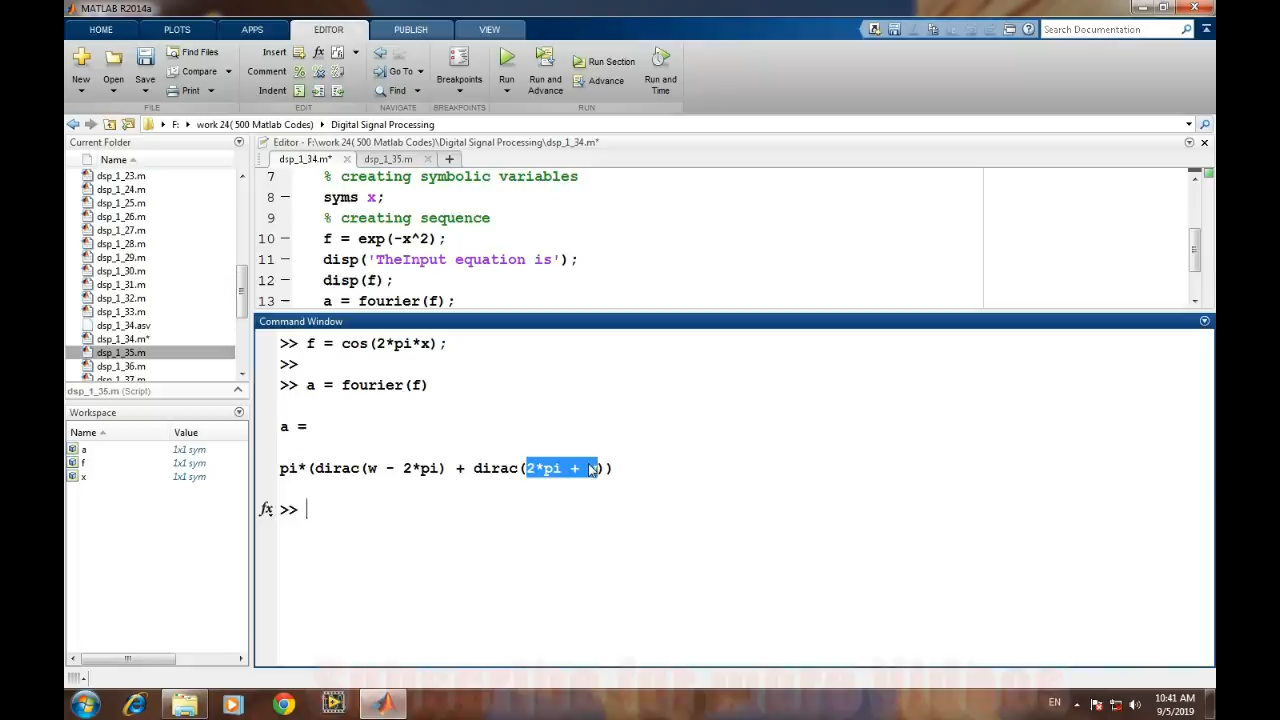 MATLAB R2014a
HOME PLOTS APPS EDITOR PUBLISH VIEW
Search Documentation
New Open Save Find Files Compare Print
Insert Comment Indent
Go To Find
Breakpoints
Run Run and Advance Run Section Advance Run and Time
FILE EDIT NAVIGATE BREAKPOINTS RUN
F: work 24( 500 Matlab Codes) Digital Signal Processing
Current Folder
Name
dsp_1_23.m
dsp_1_24.m
dsp_1_25.m
dsp_1_26.m
dsp_1_27.m
dsp_1_28.m
dsp_1_29.m
dsp_1_30.m
dsp_1_31.m
dsp_1_32.m
dsp_1_33.m
dsp_1_34.asv
dsp_1_34.m*
dsp_1_35.m
dsp_1_36.m
dsp_1_37.m
dsp_1_35.m (Script)
Workspace
Name Value
a 1x1 sym
f 1x1 sym
x 1x1 sym
Editor - F:\work 24( 500 Matlab Codes)\Digital Signal Processing\dsp_1_34.m*
dsp_1_34.m* dsp_1_35.m
7 % creating symbolic variables
8 syms x;
9 % creating sequence
10 f = exp(-x^2);
11 disp('TheInput equation is');
12 disp(f);
13 a = fourier(f);
Command Window
>> f = cos(2*pi*x);
>>
>> a = fourier(f)
a =
pi*(dirac(w - 2*pi) + dirac(2*pi + ))
fx >>
EN
10:41 AM
9/5/2019